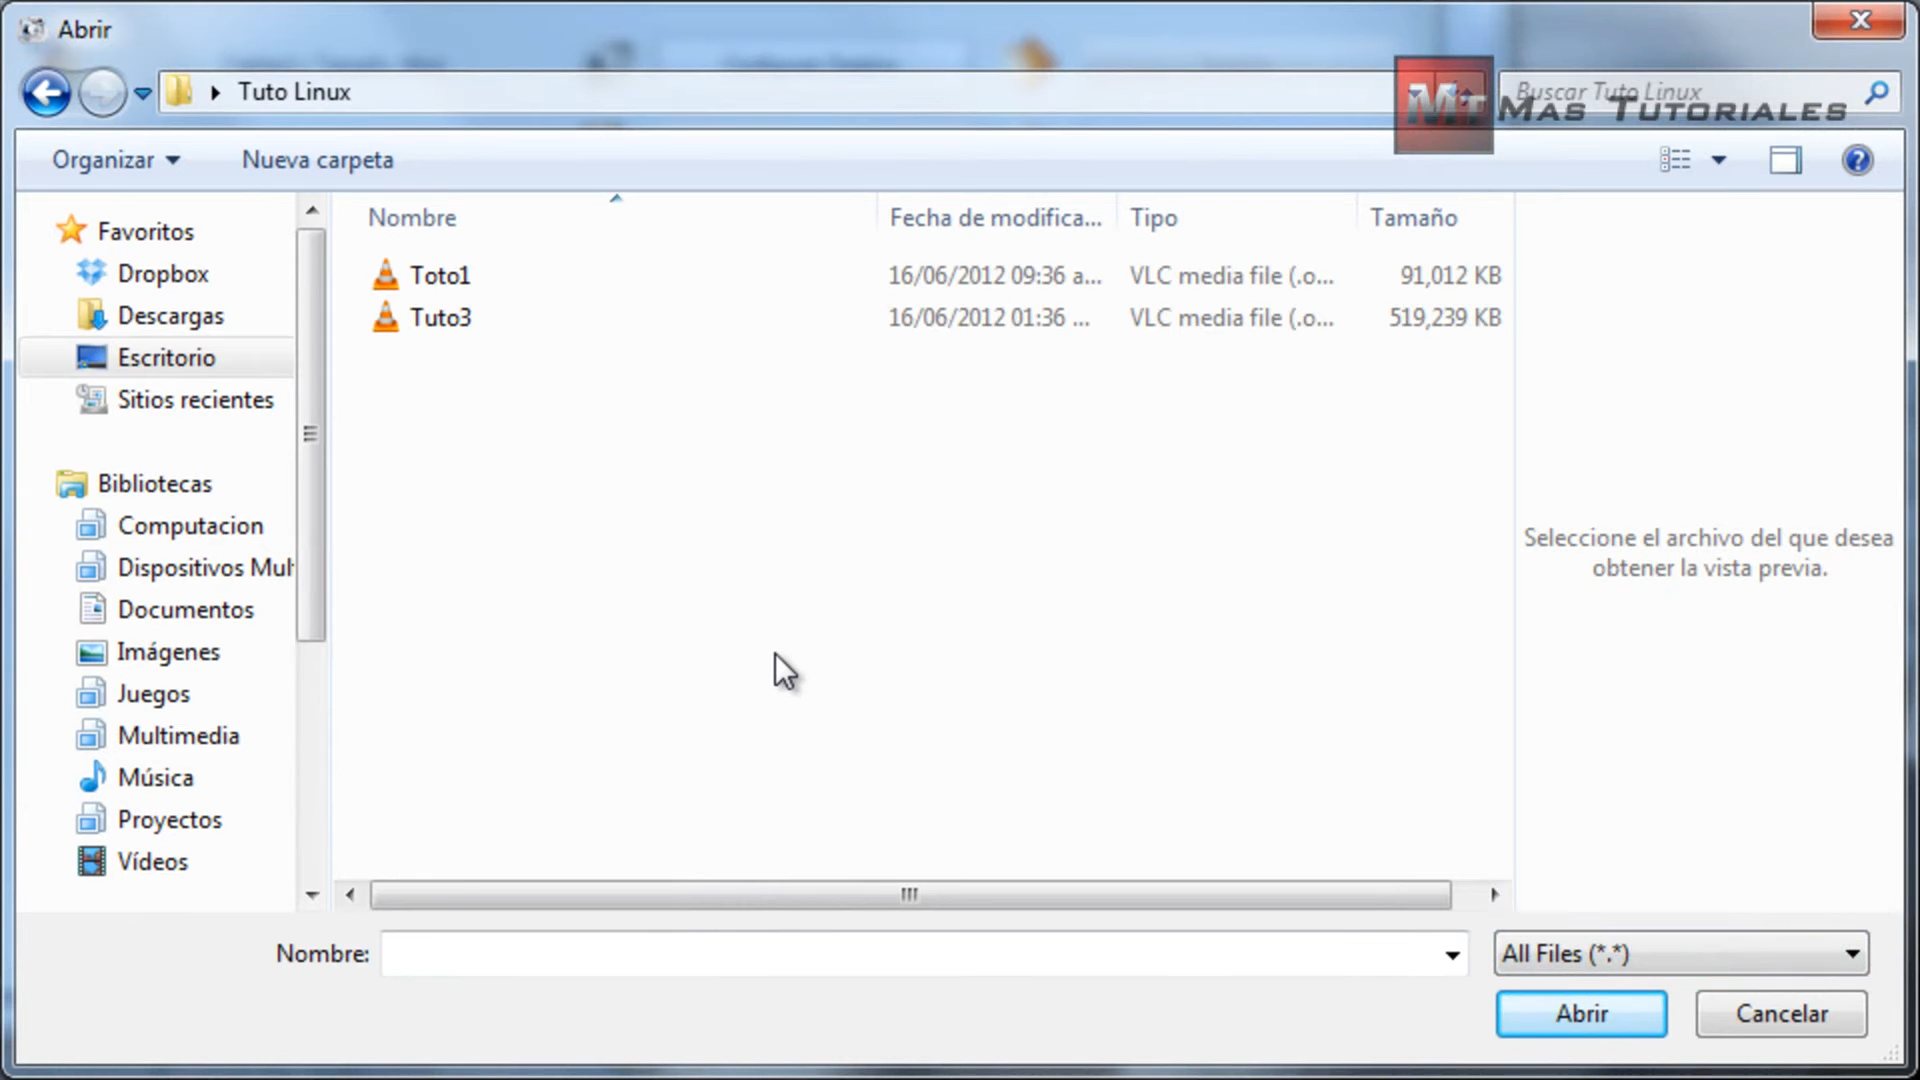 Abrir
Tuto Linux
Buscar Tuto Linux
MT
MAS TUTORIALES
Organizar
Nueva carpeta
Nombre
Fecha de modifica...
Tipo
Tamaño
Toto1
16/06/2012 09:36 a...
VLC media file (.o...
91,012 KB
Tuto3
16/06/2012 01:36 ...
VLC media file (.o...
519,239 KB
Favoritos
Dropbox
Descargas
Escritorio
Sitios recientes
Bibliotecas
Computacion
Dispositivos Mul
Documentos
Imágenes
Juegos
Multimedia
Música
Proyectos
Vídeos
Seleccione el archivo del que desea
obtener la vista previa.
Nombre:
All Files (*.*)
Abrir
Cancelar